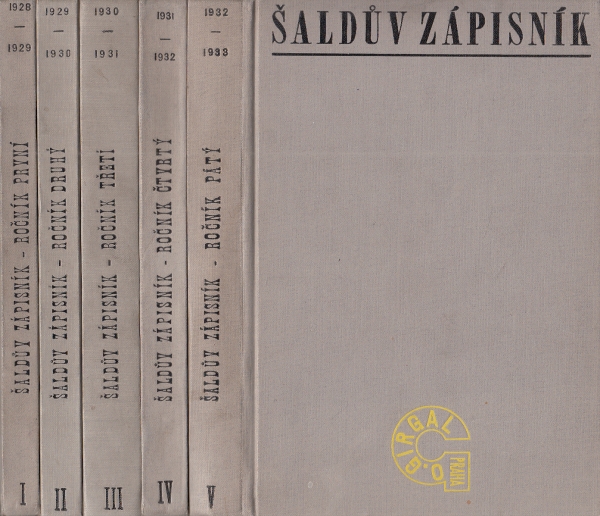 1928
—
1929
ŠALDŮV ZÁPISNÍK - ROČNÍK PRVNÍ
I
1929
—
1930
ŠALDŮV ZÁPISNÍK - ROČNÍK DRUHÝ
II
1930
—
1931
ŠALDŮV ZÁPISNÍK - ROČNÍK TŘETÍ
III
1931
—
1932
ŠALDŮV ZÁPISNÍK - ROČNÍK ČTVRTÝ
IV
1932
—
1933
ŠALDŮV ZÁPISNÍK - ROČNÍK PÁTÝ
V
ŠALDŮV ZÁPISNÍK
O. GIRGAL
PRAHA